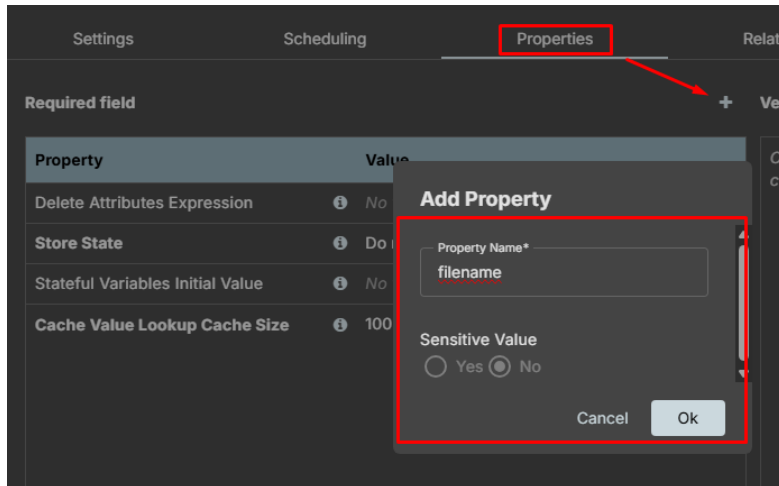 Settings Scheduling Properties Relat
Required field Ve
Property Value
Delete Attributes Expression No
Store State Do
Stateful Variables Initial Value No
Cache Value Lookup Cache Size 100
Add Property
Property Name*
filename
Sensitive Value
Yes No
Cancel Ok